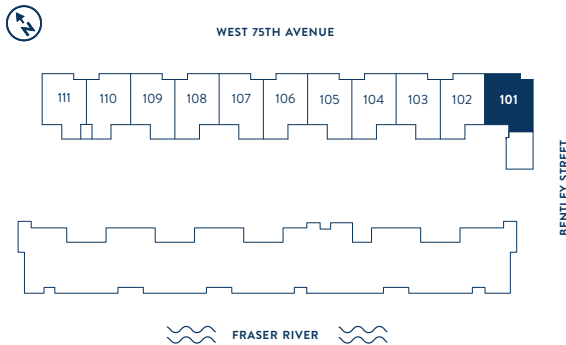 N
WEST 75TH AVENUE
111 110 109 108 107 106 105 104 103 102 101
BENTLEY STREET
FRASER RIVER